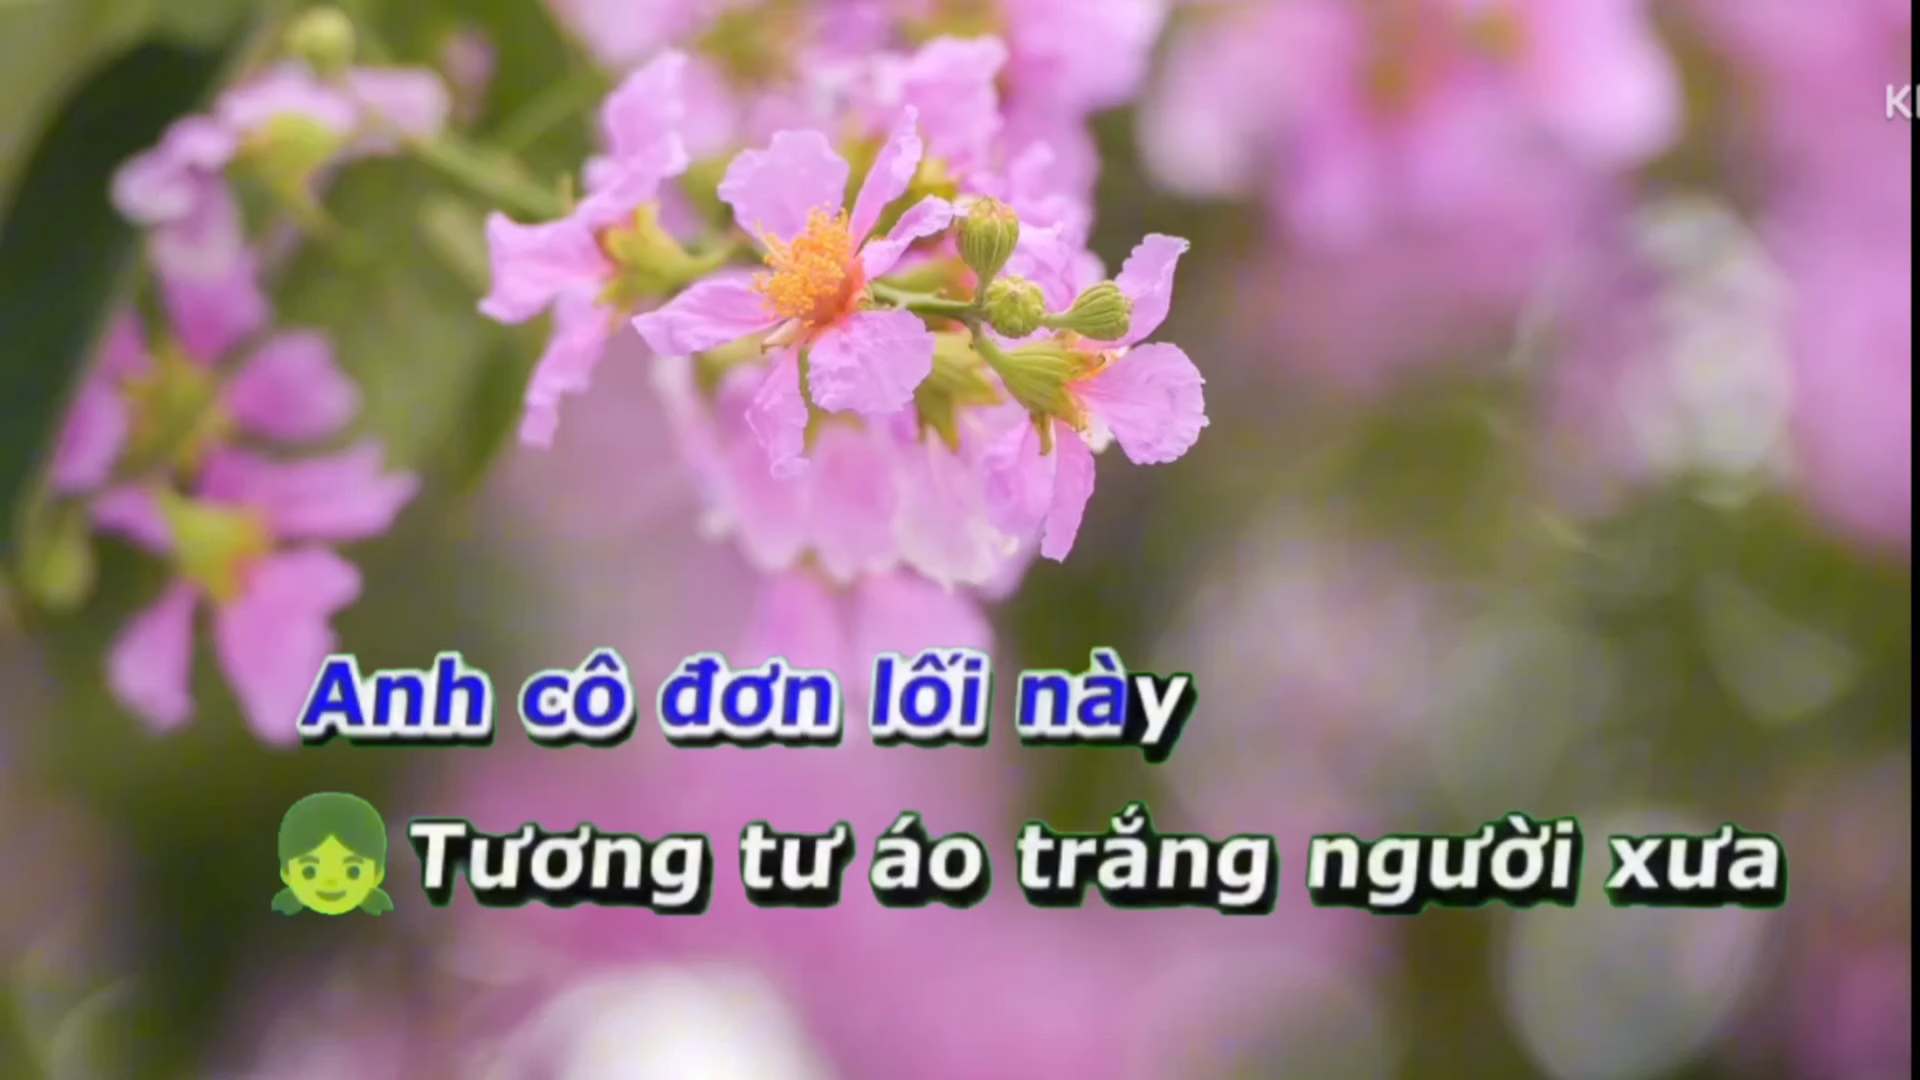 Anh cô đơn lối này
Tương tư áo trắng người xưa